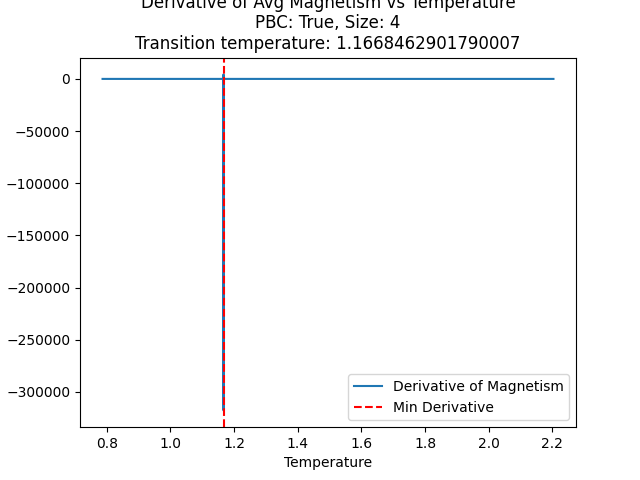 Derivative of Avg Magnetism vs Temperature
PBC: True, Size: 4
Transition temperature: 1.1668462901790007
0
−50000
−100000
−150000
−200000
−250000
−300000
Derivative of Magnetism
Min Derivative
0.8 1.0 1.2 1.4 1.6 1.8 2.0 2.2
Temperature